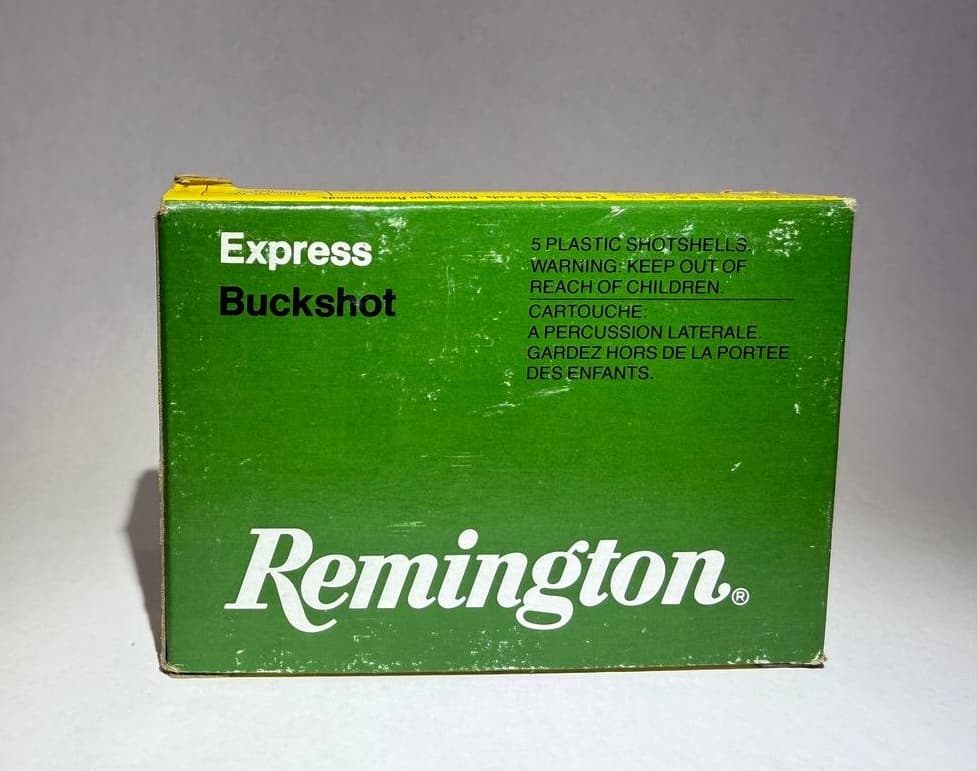 Express
Buckshot
5 PLASTIC SHOTSHELLS.
WARNING: KEEP OUT OF
REACH OF CHILDREN.
CARTOUCHE:
A PERCUSSION LATERALE.
GARDEZ HORS DE LA PORTEE
DES ENFANTS.
Remington®